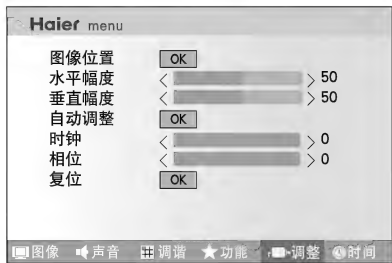 Haier menu
图像位置 OK
水平幅度 50
垂直幅度 50
自动调整 OK
时钟 0
相位 0
复位 OK
图像 声音 调谐 功能 调整 时间